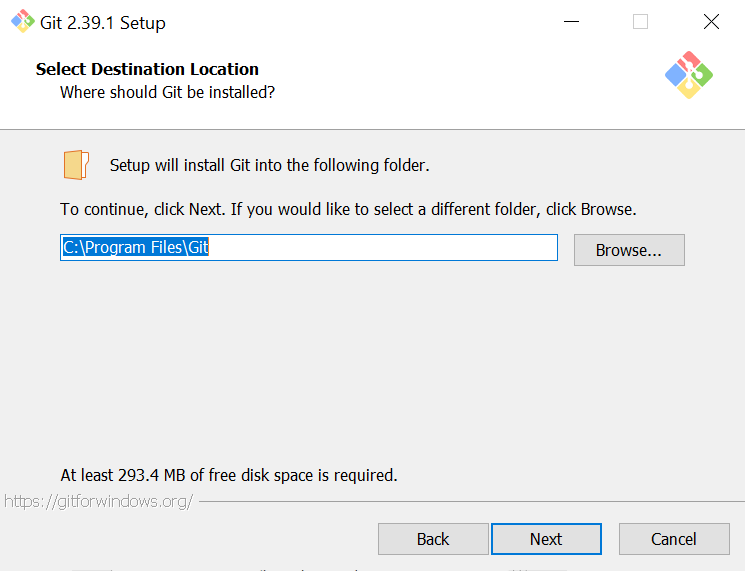 Git 2.39.1 Setup
Select Destination Location
Where should Git be installed?
Setup will install Git into the following folder.
To continue, click Next. If you would like to select a different folder, click Browse.
C:\Program Files\Git
Browse...
At least 293.4 MB of free disk space is required.
https://gitforwindows.org/
Back
Next
Cancel